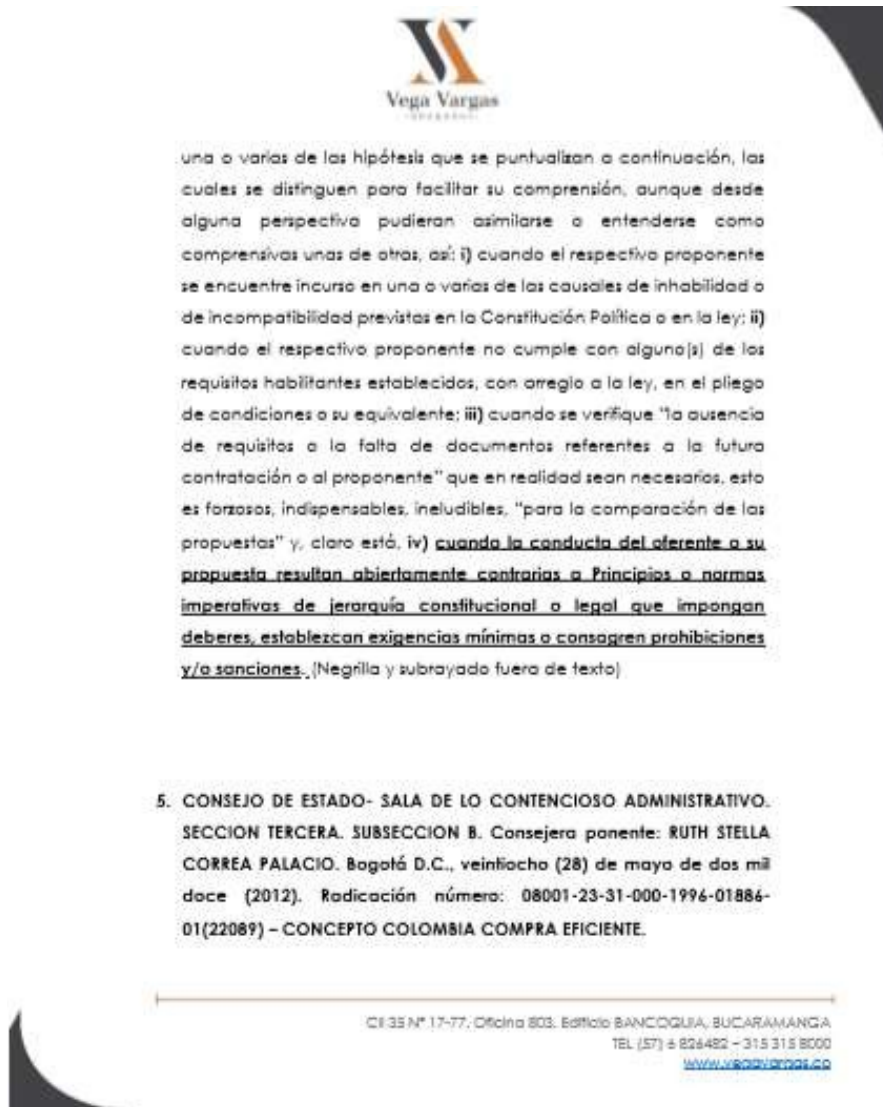 Vega Vargas
una o varias de las hipótesis que se puntualizan a continuación, las
cuales se distinguen para facilitar su comprensión, aunque desde
alguna perspectiva pudieran asimilarse o entenderse como
comprensivas unas de otras, así: i) cuando el respectivo proponente
se encuentre incurso en una o varias de las causales de inhabilidad o
de incompatibilidad previstas en la Constitución Política o en la ley; ii)
cuando el respectivo proponente no cumple con alguno(s) de los
requisitos habilitantes establecidos, con arreglo a la ley, en el pliego
de condiciones o su equivalente; iii) cuando se verifique "la ausencia
de requisitos o la falta de documentos referentes a la futura
contratación o al proponente" que en realidad sean necesarios, esto
es forzosos, indispensables, ineludibles, "para la comparación de las
propuestas" y, claro está, iv) cuando la conducta del oferente o su
propuesta resultan abiertamente contrarias a Principios o normas
imperativas de jerarquía constitucional o legal que impongan
deberes, establezcan exigencias mínimas o consagren prohibiciones
y/o sanciones. (Negrilla y subrayado fuera de texto)
5. CONSEJO DE ESTADO- SALA DE LO CONTENCIOSO ADMINISTRATIVO.
SECCION TERCERA. SUBSECCION B. Consejera ponente: RUTH STELLA
CORREA PALACIO. Bogotá D.C., veintiocho (28) de mayo de dos mil
doce (2012). Radicación número: 08001-23-31-000-1996-01886-
01(22089) – CONCEPTO COLOMBIA COMPRA EFICIENTE.
Cll 35 N° 17-77. Oficina 803. Edificio BANCOQUIA, BUCARAMANGA
TEL (57) 6 826482 – 315 315 8000
www.vegavargas.co